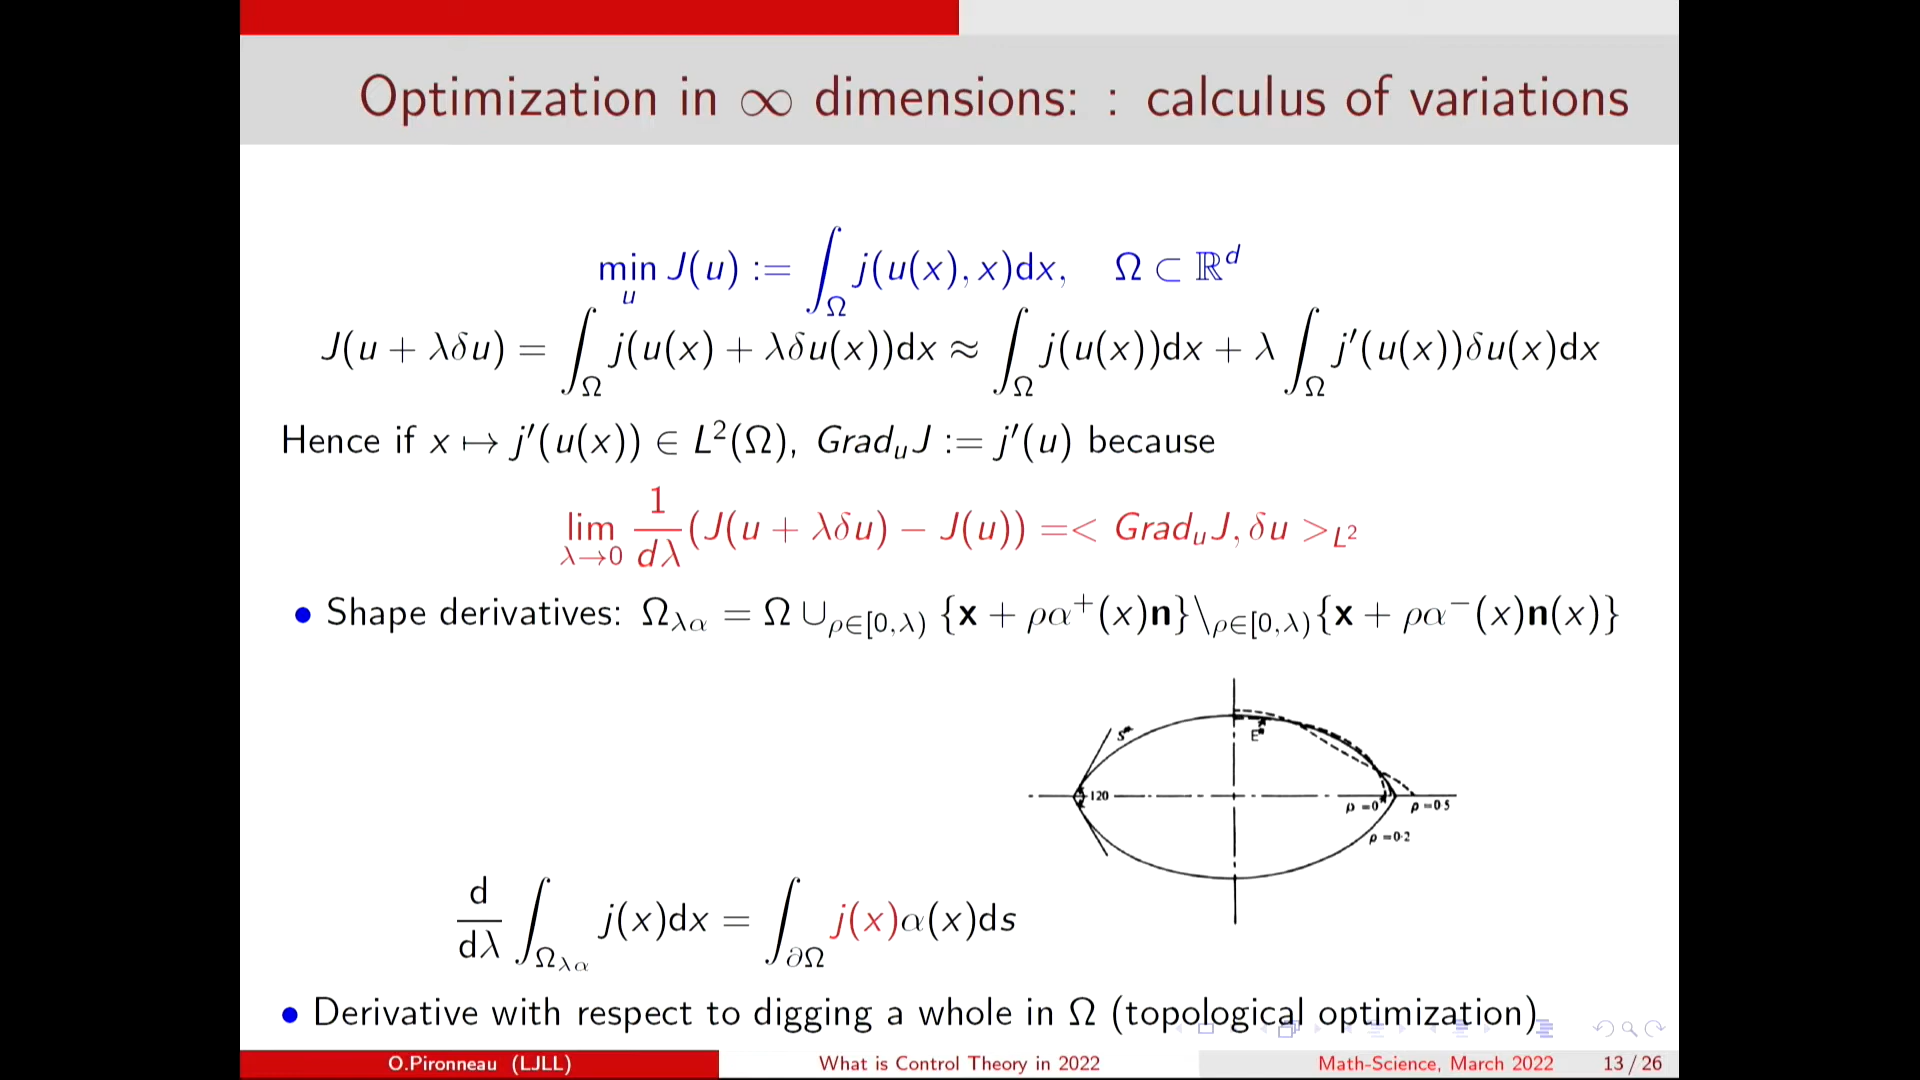 Optimization in ∞ dimensions: : calculus of variations
min_u J(u) := ∫_Ω j(u(x), x)dx, Ω ⊂ ℝ^d
J(u + λδu) = ∫_Ω j(u(x) + λδu(x))dx ≈ ∫_Ω j(u(x))dx + λ ∫_Ω j′(u(x))δu(x)dx
Hence if x ↦ j′(u(x)) ∈ L²(Ω), Grad_u J := j′(u) because
lim_{λ→0} 1/dλ (J(u + λδu) − J(u)) =< Grad_u J, δu >_{L²}
• Shape derivatives: Ω_{λα} = Ω ∪_{ρ∈[0,λ)} {x + ρα⁺(x)n}\_{ρ∈[0,λ)}{x + ρα⁻(x)n(x)}
120
ρ =0
ρ =0 5
ρ =0·2
d/dλ ∫_{Ω_{λα}} j(x)dx = ∫_{∂Ω} j(x)α(x)ds
• Derivative with respect to digging a whole in Ω (topological optimization)
O.Pironneau (LJLL) What is Control Theory in 2022 Math-Science, March 2022 13 / 26